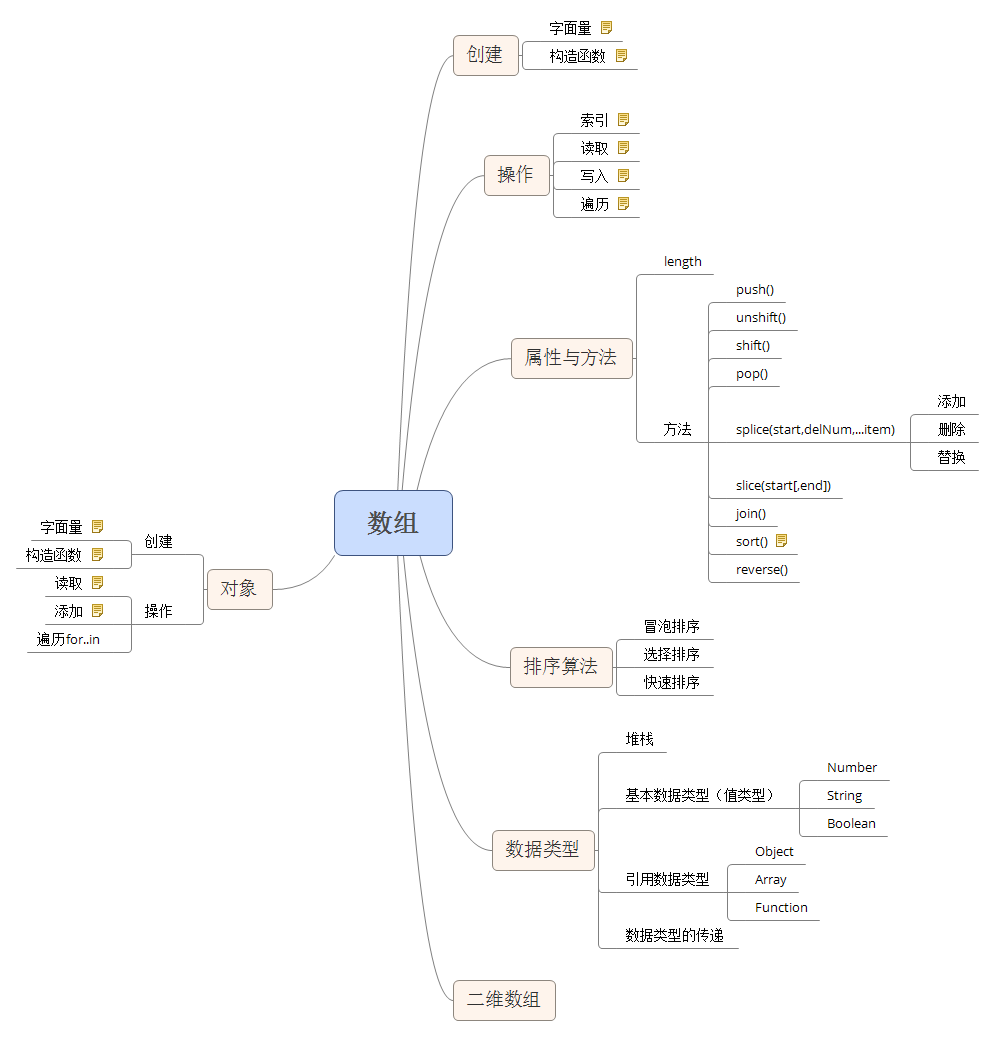 数组
创建
字面量
构造函数
操作
索引
读取
写入
遍历
属性与方法
length
方法
push()
unshift()
shift()
pop()
splice(start,delNum,...item)
添加
删除
替换
slice(start[,end])
join()
sort()
reverse()
排序算法
冒泡排序
选择排序
快速排序
数据类型
堆栈
基本数据类型（值类型）
Number
String
Boolean
引用数据类型
Object
Array
Function
数据类型的传递
二维数组
对象
创建
字面量
构造函数
操作
读取
添加
遍历for..in